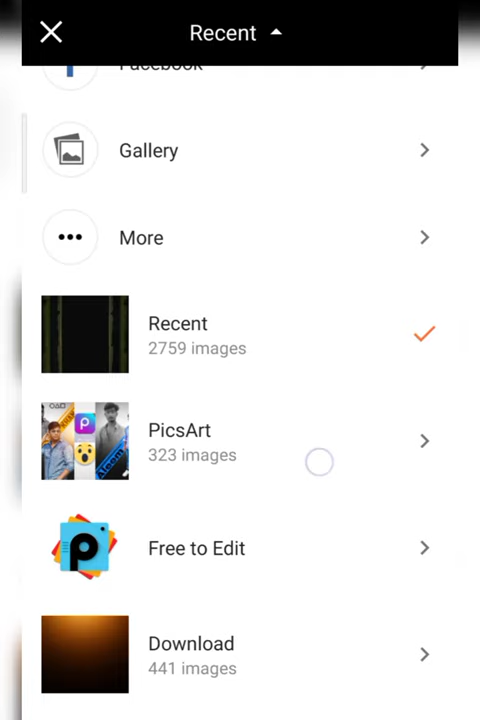 Recent
Facebook
Gallery
More
Recent
2759 images
PicsArt
323 images
Free to Edit
Download
441 images